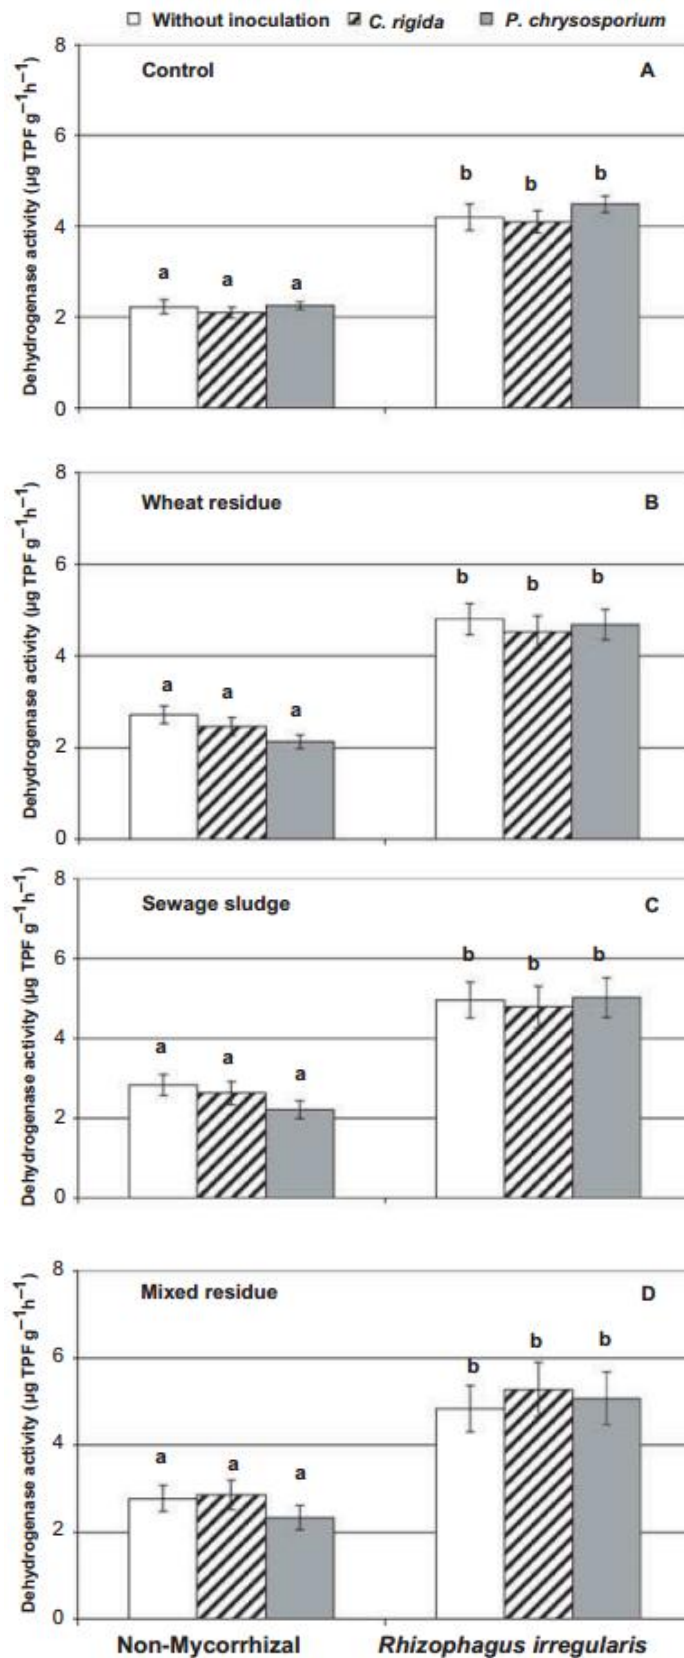 Without inoculation C. rigida P. chrysosporium
Dehydrogenase activity (µg TPF g⁻¹h⁻¹)
8
6
4
2
0
Control A
a a a b b b
Dehydrogenase activity (µg TPF g⁻¹h⁻¹)
8
6
4
2
0
Wheat residue B
a a a b b b
Dehydrogenase activity (µg TPF g⁻¹h⁻¹)
8
6
4
2
0
Sewage sludge C
a a a b b b
Dehydrogenase activity (µg TPF g⁻¹h⁻¹)
8
6
4
2
0
Mixed residue D
a a a b b b
Non-Mycorrhizal Rhizophagus irregularis